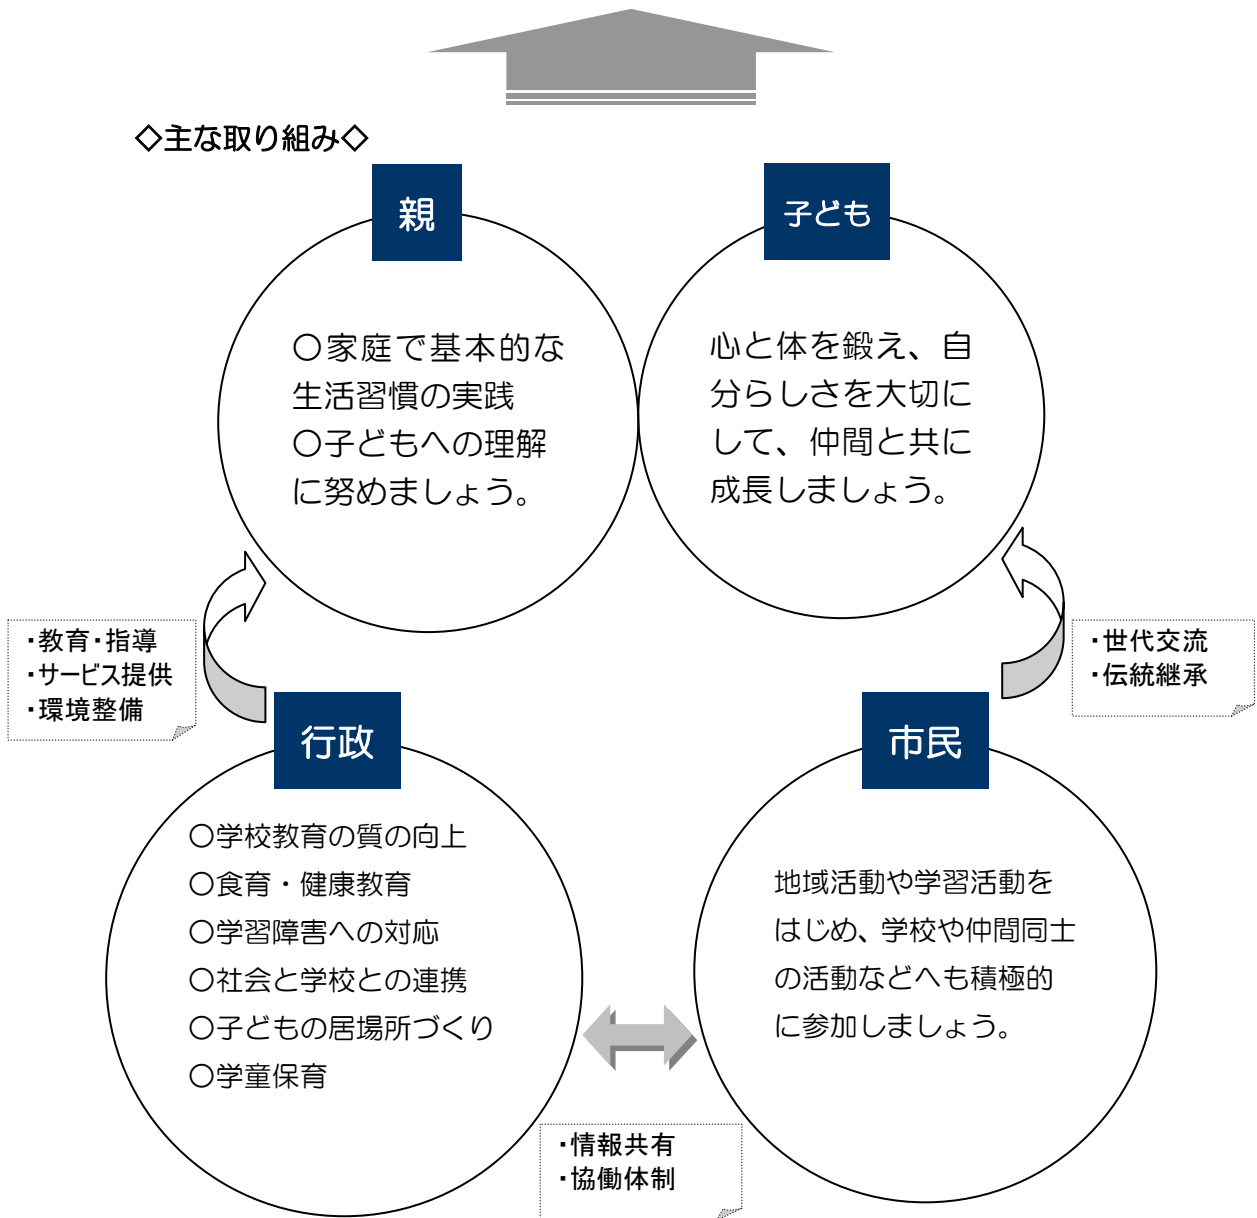 ◇主な取り組み◇
親
〇家庭で基本的な
生活習慣の実践
〇子どもへの理解
に努めましょう。
子ども
心と体を鍛え、自
分らしさを大切に
して、仲間と共に
成長しましょう。
・教育・指導
・サービス提供
・環境整備
・世代交流
・伝統継承
行政
〇学校教育の質の向上
〇食育・健康教育
〇学習障害への対応
〇社会と学校との連携
〇子どもの居場所づくり
〇学童保育
市民
地域活動や学習活動を
はじめ、学校や仲間同士
の活動などへも積極的
に参加しましょう。
・情報共有
・協働体制